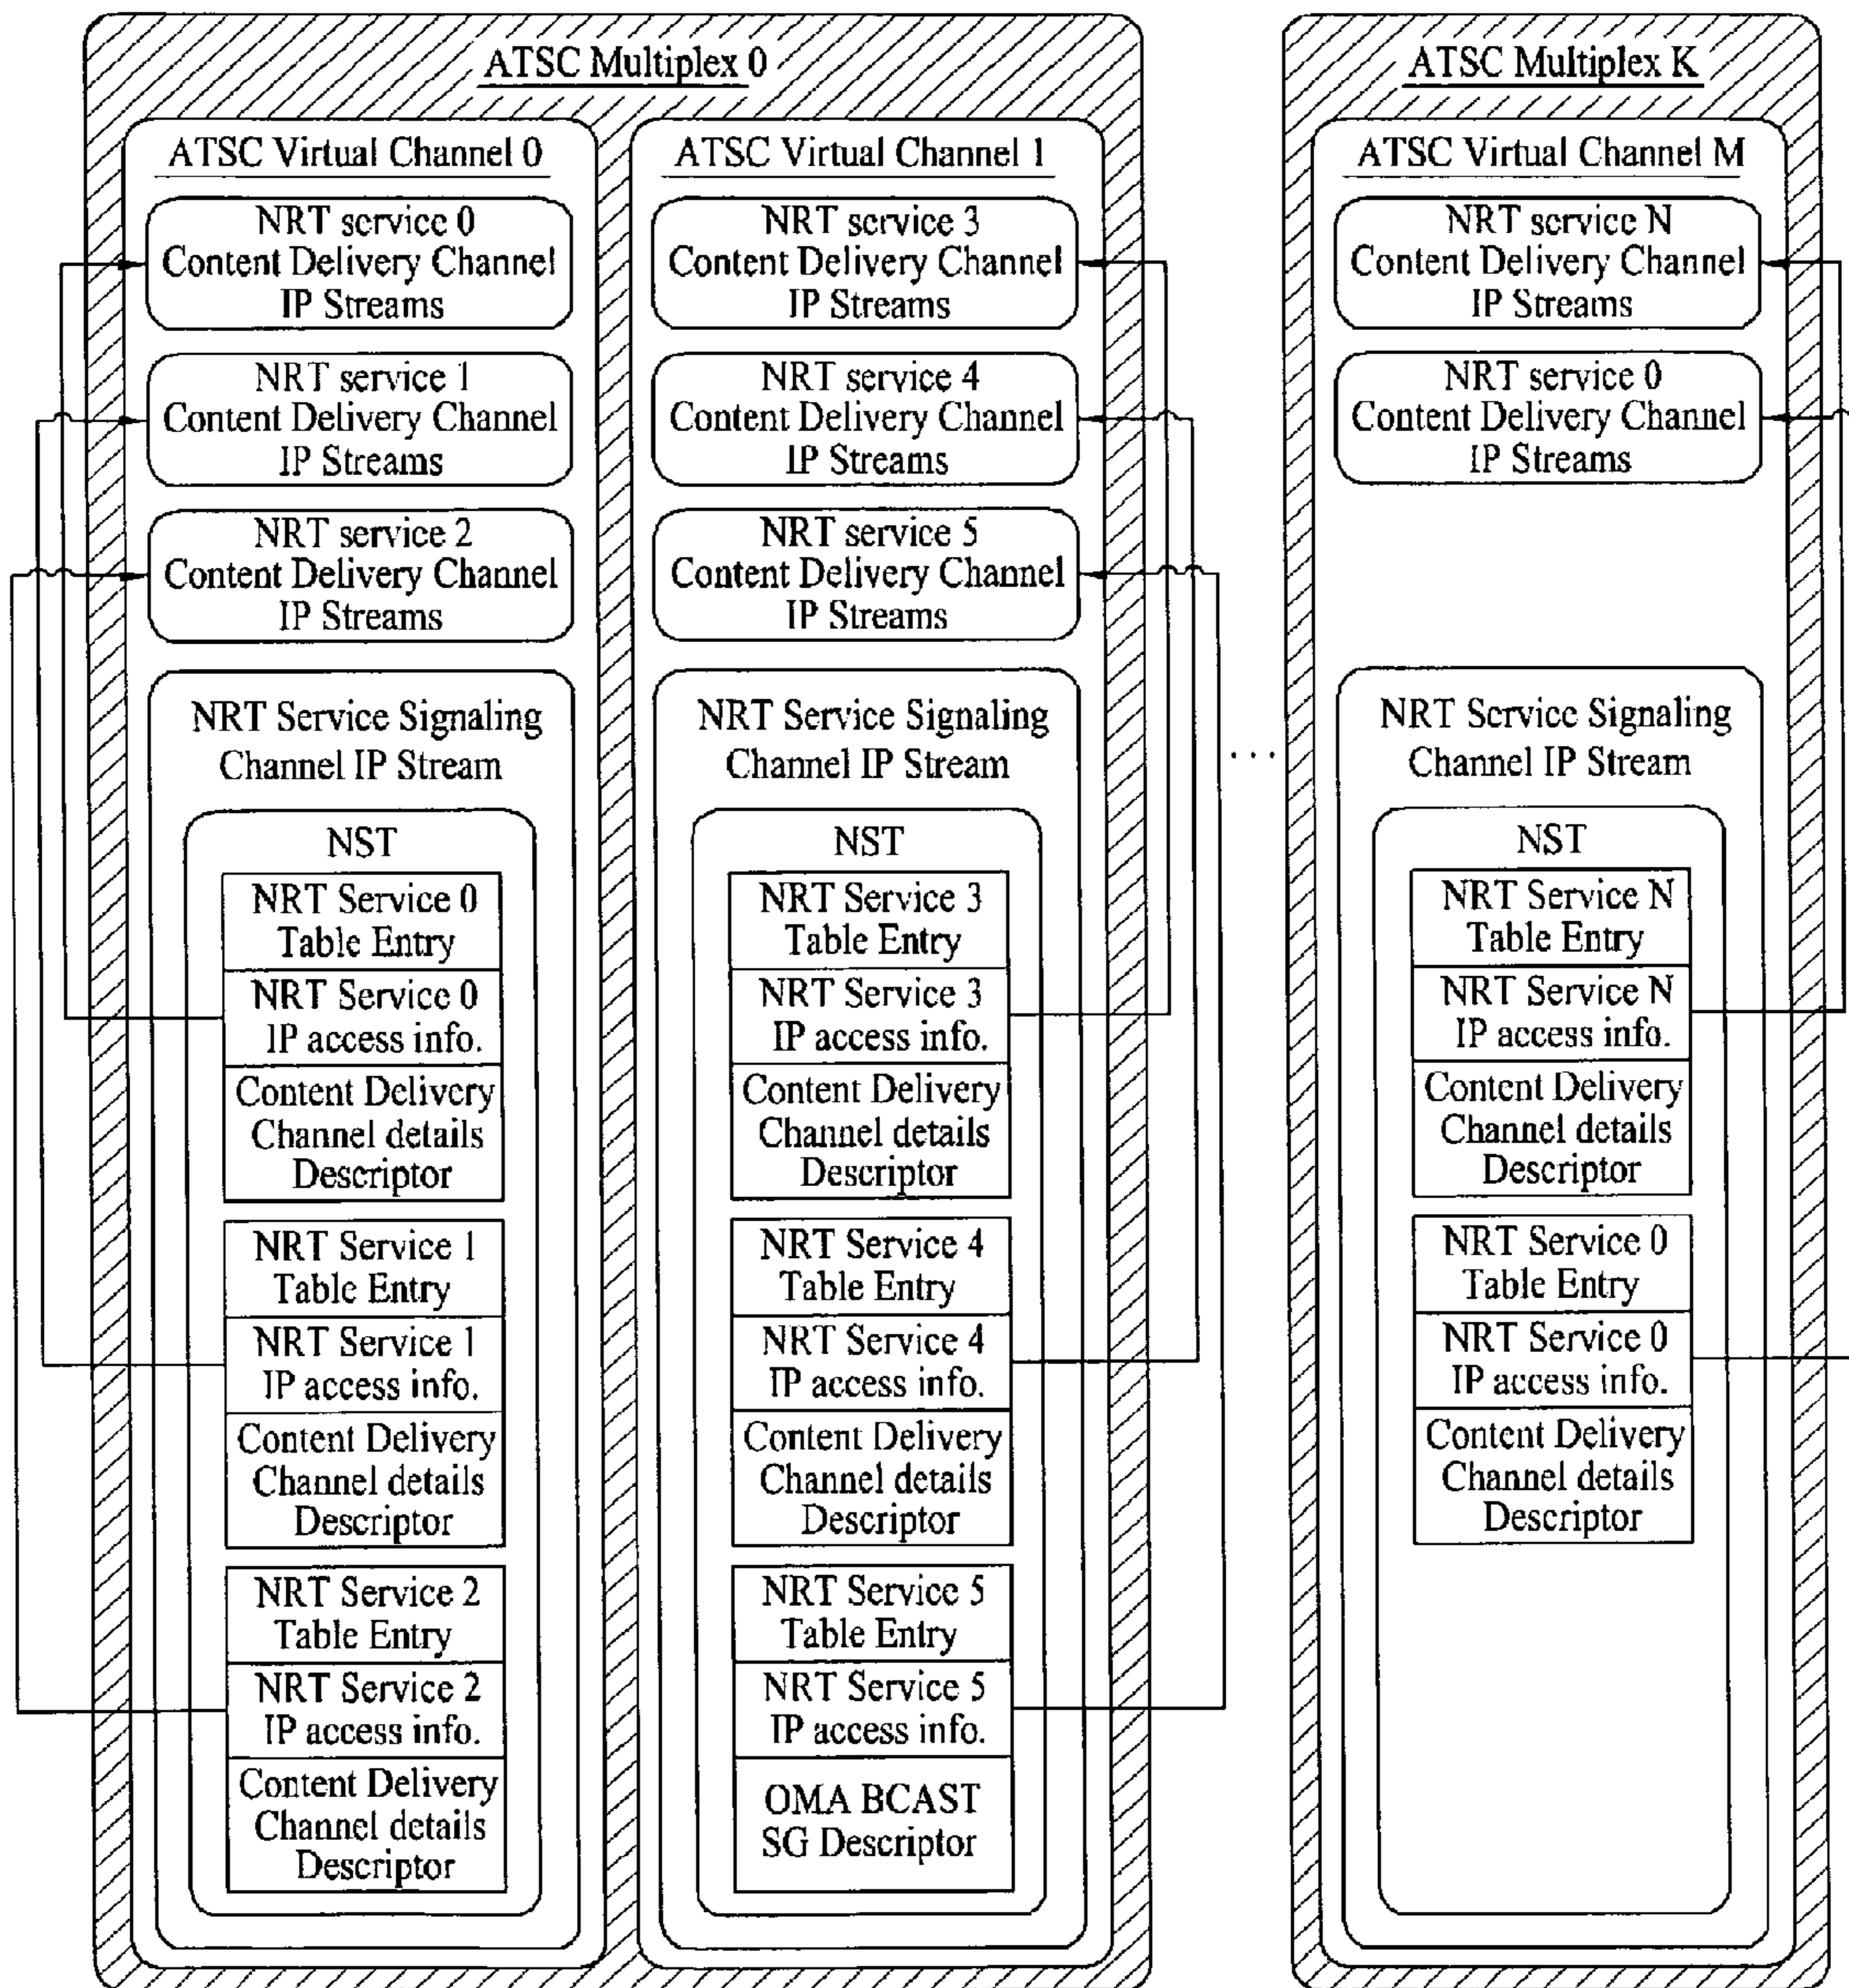 ATSC Multiplex 0
ATSC Virtual Channel 0
NRT service 0
Content Delivery Channel
IP Streams
NRT service 1
Content Delivery Channel
IP Streams
NRT service 2
Content Delivery Channel
IP Streams
NRT Service Signaling
Channel IP Stream
NST
NRT Service 0
Table Entry
NRT Service 0
IP access info.
Content Delivery
Channel details
Descriptor
NRT Service 1
Table Entry
NRT Service 1
IP access info.
Content Delivery
Channel details
Descriptor
NRT Service 2
Table Entry
NRT Service 2
IP access info.
Content Delivery
Channel details
Descriptor
ATSC Virtual Channel 1
NRT service 3
Content Delivery Channel
IP Streams
NRT service 4
Content Delivery Channel
IP Streams
NRT service 5
Content Delivery Channel
IP Streams
NRT Service Signaling
Channel IP Stream
NST
NRT Service 3
Table Entry
NRT Service 3
IP access info.
Content Delivery
Channel details
Descriptor
NRT Service 4
Table Entry
NRT Service 4
IP access info.
Content Delivery
Channel details
Descriptor
NRT Service 5
Table Entry
NRT Service 5
IP access info.
OMA BCAST
SG Descriptor
...
ATSC Multiplex K
ATSC Virtual Channel M
NRT service N
Content Delivery Channel
IP Streams
NRT service 0
Content Delivery Channel
IP Streams
NRT Service Signaling
Channel IP Stream
NST
NRT Service N
Table Entry
NRT Service N
IP access info.
Content Delivery
Channel details
Descriptor
NRT Service 0
Table Entry
NRT Service 0
IP access info.
Content Delivery
Channel details
Descriptor